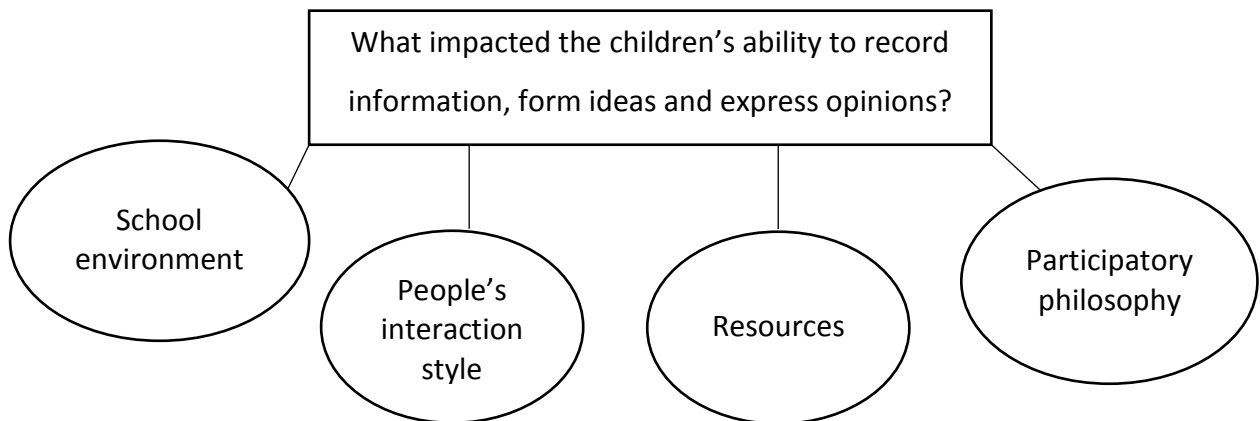 What impacted the children’s ability to record
information, form ideas and express opinions?
School
environment
People’s
interaction
style
Resources
Participatory
philosophy